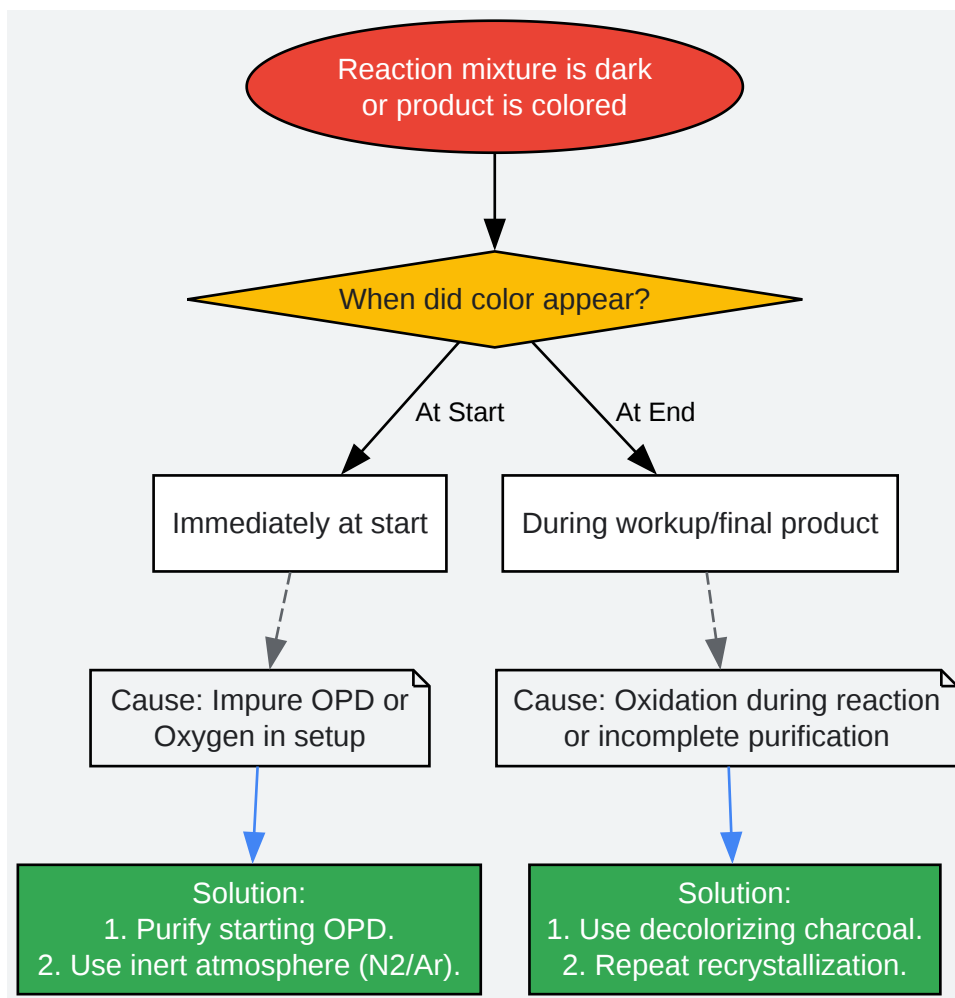 Reaction mixture is dark
or product is colored
When did color appear?
At Start
At End
Immediately at start
During workup/final product
Cause: Impure OPD or
Oxygen in setup
Cause: Oxidation during reaction
or incomplete purification
Solution:
1. Purify starting OPD.
2. Use inert atmosphere (N2/Ar).
Solution:
1. Use decolorizing charcoal.
2. Repeat recrystallization.